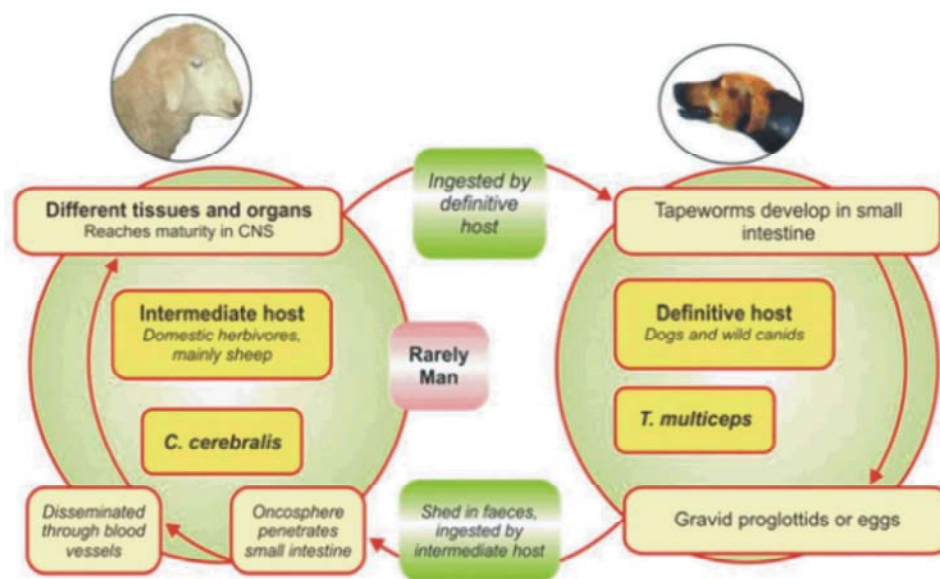 Different tissues and organs
Reaches maturity in CNS
Ingested by
definitive
host
Tapeworms develop in small
intestine
Intermediate host
Domestic herbivores,
mainly sheep
Rarely
Man
Definitive host
Dogs and wild canids
C. cerebralis
T. multiceps
Disseminated
through blood
vessels
Oncosphere
penetrates
small intestine
Shed in faeces,
ingested by
intermediate host
Gravid proglottids or eggs